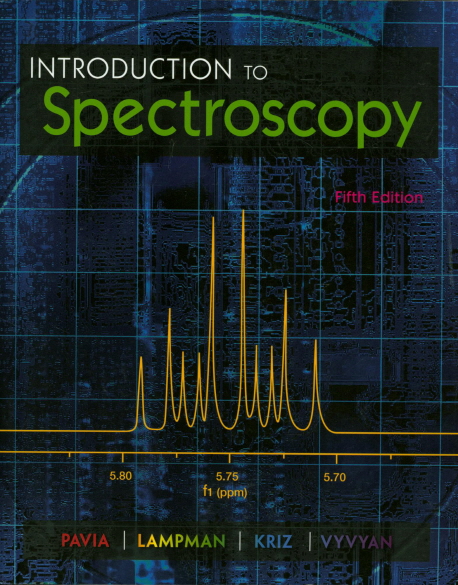 INTRODUCTION TO
Spectroscopy
Fifth Edition
5.80 5.75 5.70
f1 (ppm)
PAVIA | LAMPMAN | KRIZ | VYVYAN